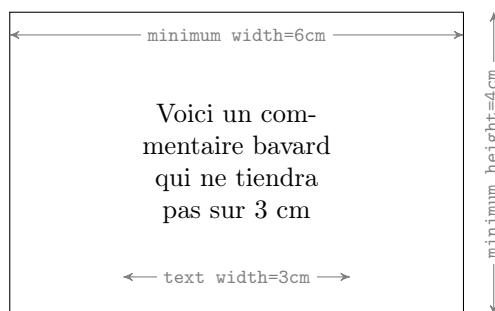 minimum width=6cm
minimum height=4cm
Voici un com-
mentaire bavard
qui ne tiendra
pas sur 3 cm
text width=3cm